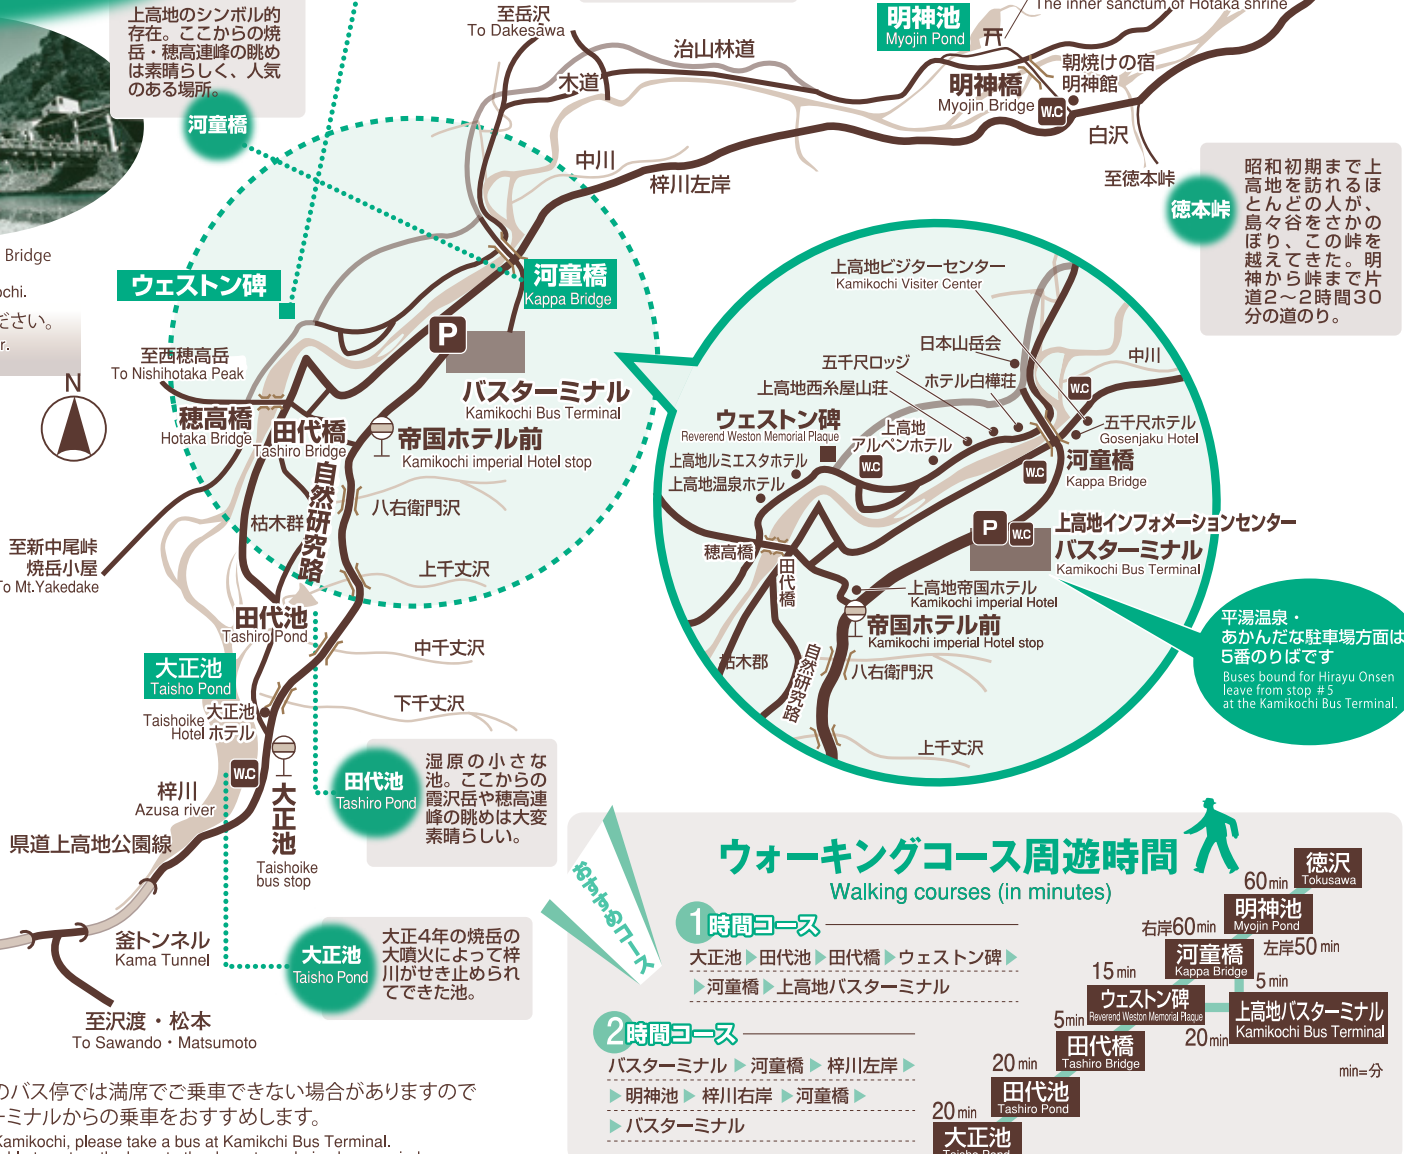 上高地のシンボル的
存在。ここからの焼
岳・穂高連峰の眺め
は素晴らしく、人気
のある場所。
河童橋
Bridge
ochi.
ださい。
r.
至岳沢
To Dakesawa
治山林道
木道
中川
梓川左岸
明神池
Myojin Pond
The inner sanctum of Hotaka shrine
明神橋
Myojin Bridge
朝焼けの宿
明神館
W.C
白沢
至徳本峠
徳本峠
昭和初期まで上
高地を訪れるほ
とんどの人が、
島々谷をさかの
ぼり、この峠を
越えてきた。明
神から峠まで片
道2〜2時間30
分の道のり。
ウェストン碑
河童橋
Kappa Bridge
P
バスターミナル
Kamikochi Bus Terminal
至西穂高岳
To Nishihotaka Peak
N
穂高橋
Hotaka Bridge
田代橋
Tashiro Bridge
帝国ホテル前
Kamikochi imperial Hotel stop
自然研究路
枯木群
八右衛門沢
至新中尾峠
焼岳小屋
To Mt.Yakedake
上千丈沢
田代池
Tashiro Pond
中千丈沢
大正池
Taisho Pond
下千丈沢
Taishoike
Hotel
大正池
ホテル
W.C
梓川
Azusa river
大正池
Taishoike
bus stop
県道上高地公園線
田代池
Tashiro Pond
湿原の小さな
池。ここからの
霞沢岳や穂高連
峰の眺めは大変
素晴らしい。
釜トンネル
Kama Tunnel
大正池
Taisho Pond
大正4年の焼岳の
大噴火によって梓
川がせき止められ
てできた池。
至沢渡・松本
To Sawando・Matsumoto
のバス停では満席でご乗車できない場合がありますので
ーミナルからの乗車をおすすめします。
Kamikochi, please take a bus at Kamikchi Bus Terminal.
上高地ビジターセンター
Kamikochi Visiter Center
日本山岳会
五千尺ロッジ
ホテル白樺荘
上高地西糸屋山荘
中川
W.C
ウェストン碑
Reverend Weston Memorial Plaque
上高地
アルペンホテル
五千尺ホテル
Gosenjaku Hotel
上高地ルミエスタホテル
W.C
W.C
河童橋
Kappa Bridge
上高地温泉ホテル
P
W.C
上高地インフォメーションセンター
バスターミナル
Kamikochi Bus Terminal
穂高橋
田代橋
上高地帝国ホテル
Kamikochi imperial Hotel
帝国ホテル前
Kamikochi imperial Hotel stop
枯木郡
自然研究路
八右衛門沢
上千丈沢
平湯温泉・
あかんだな駐車場方面は
5番のりばです
Buses bound for Hirayu Onsen
leave from stop #5
at the Kamikochi Bus Terminal.
ウォーキングコース周遊時間
Walking courses (in minutes)
1時間コース
大正池▶田代池▶田代橋▶ウェストン碑▶
▶河童橋▶上高地バスターミナル
2時間コース
バスターミナル▶河童橋▶梓川左岸▶
▶明神池▶梓川右岸▶河童橋▶
▶バスターミナル
徳沢
Tokusawa
60min
明神池
Myojin Pond
右岸60min
左岸50min
河童橋
Kappa Bridge
15min
5min
ウェストン碑
Reverend Weston Memorial Plaque
上高地バスターミナル
Kamikochi Bus Terminal
5min
20min
田代橋
Tashiro Bridge
20min
min=分
田代池
Tashiro Pond
20min
大正池
Taisho Pond